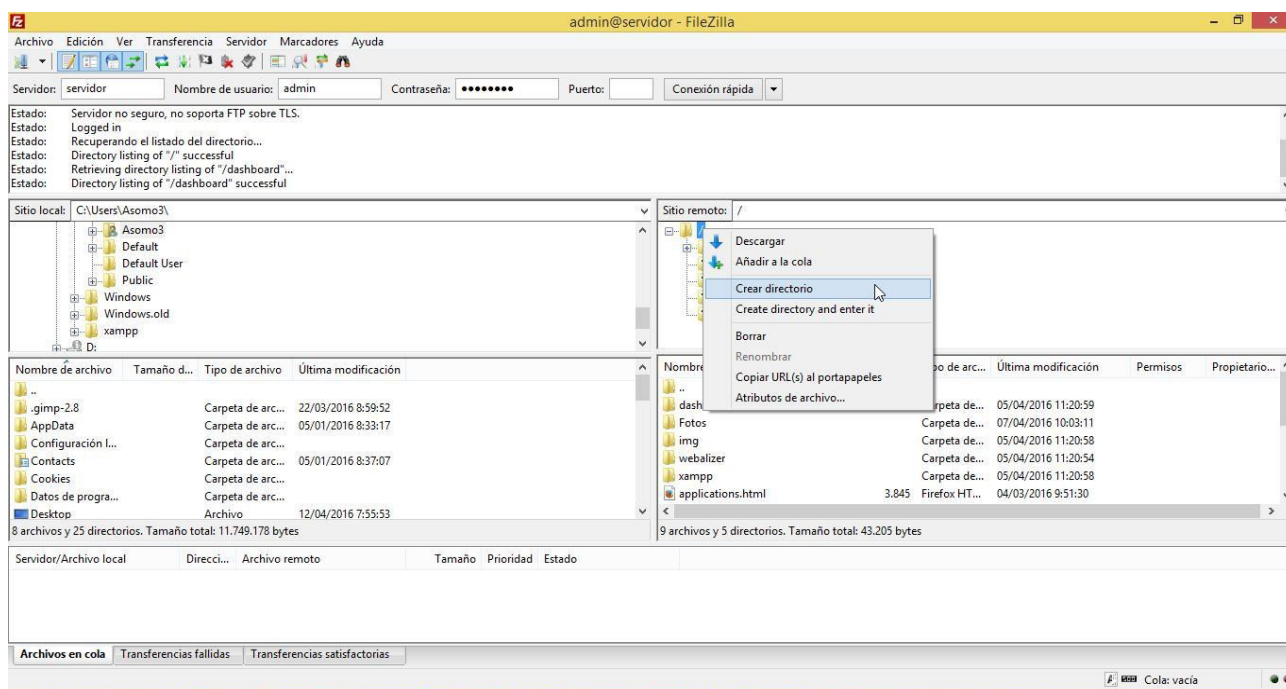 admin@servidor - FileZilla
Archivo Edición Ver Transferencia Servidor Marcadores Ayuda
Servidor: servidor Nombre de usuario: admin Contraseña: ●●●●●●●● Puerto: Conexión rápida
Estado: Servidor no seguro, no soporta FTP sobre TLS.
Estado: Logged in
Estado: Recuperando el listado del directorio...
Estado: Directory listing of "/" successful
Estado: Retrieving directory listing of "/dashboard"...
Estado: Directory listing of "/dashboard" successful
Sitio local: C:\Users\Asomo3\
Asomo3
Default
Default User
Public
Windows
Windows.old
xampp
D:
Sitio remoto: /
/
Descargar
Añadir a la cola
Crear directorio
Create directory and enter it
Borrar
Renombrar
Copiar URL(s) al portapapeles
Atributos de archivo...
Nombre de archivo Tamaño d... Tipo de archivo Última modificación
..
.gimp-2.8 Carpeta de arc... 22/03/2016 8:59:52
AppData Carpeta de arc... 05/01/2016 8:33:17
Configuración l... Carpeta de arc...
Contacts Carpeta de arc... 05/01/2016 8:37:07
Cookies Carpeta de arc...
Datos de progra... Carpeta de arc...
Desktop Archivo 12/04/2016 7:55:53
8 archivos y 25 directorios. Tamaño total: 11.749.178 bytes
Nombre po de arc... Última modificación Permisos Propietario...
..
dash rpeta de... 05/04/2016 11:20:59
Fotos Carpeta de... 07/04/2016 10:03:11
img Carpeta de... 05/04/2016 11:20:58
webalizer Carpeta de... 05/04/2016 11:20:54
xampp Carpeta de... 05/04/2016 11:20:58
applications.html 3.845 Firefox HT... 04/03/2016 9:51:30
9 archivos y 5 directorios. Tamaño total: 43.205 bytes
Servidor/Archivo local Direcci... Archivo remoto Tamaño Prioridad Estado
Archivos en cola Transferencias fallidas Transferencias satisfactorias
Cola: vacía